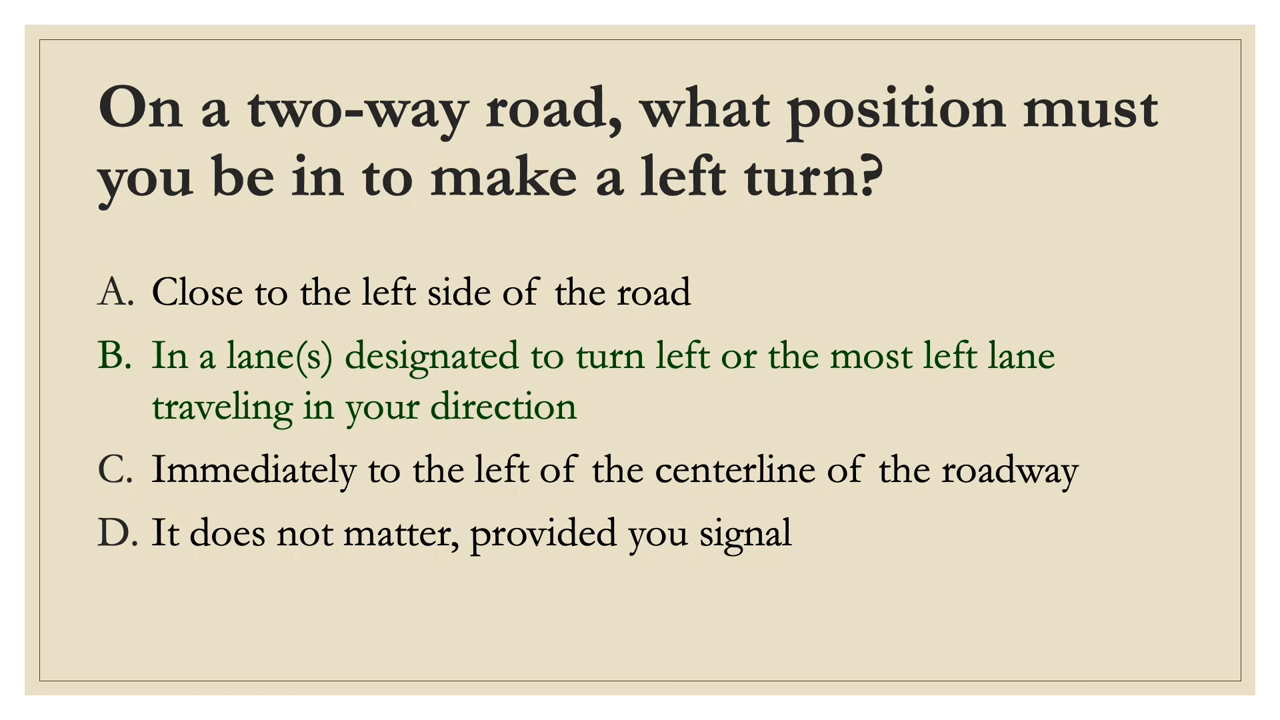 On a two-way road, what position must
you be in to make a left turn?
A. Close to the left side of the road
B. In a lane(s) designated to turn left or the most left lane
traveling in your direction
C. Immediately to the left of the centerline of the roadway
D. It does not matter, provided you signal